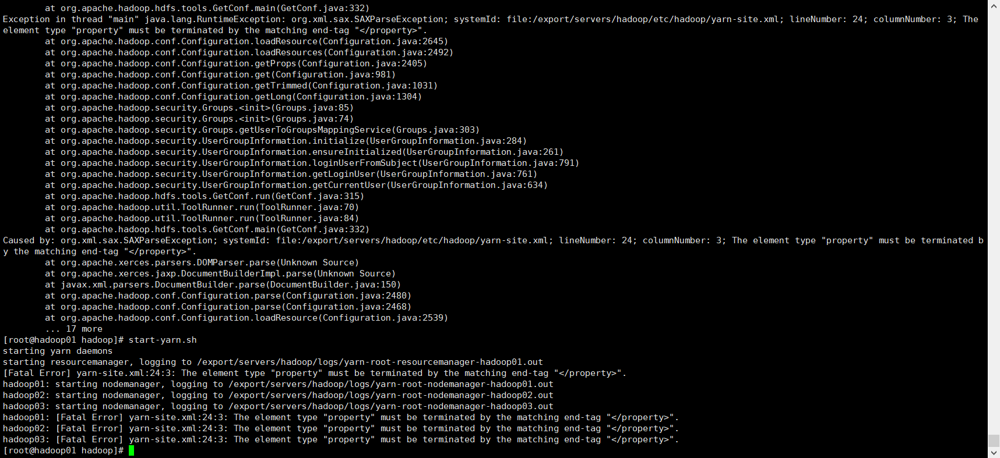 at org.apache.hadoop.hdfs.tools.GetConf.main(GetConf.java:332)
Exception in thread "main" java.lang.RuntimeException: org.xml.sax.SAXParseException; systemId: file:/export/servers/hadoop/etc/hadoop/yarn-site.xml; lineNumber: 24; columnNumber: 3; The
element type "property" must be terminated by the matching end-tag "</property>".
        at org.apache.hadoop.conf.Configuration.loadResource(Configuration.java:2645)
        at org.apache.hadoop.conf.Configuration.loadResources(Configuration.java:2492)
        at org.apache.hadoop.conf.Configuration.getProps(Configuration.java:2405)
        at org.apache.hadoop.conf.Configuration.get(Configuration.java:981)
        at org.apache.hadoop.conf.Configuration.getTrimmed(Configuration.java:1031)
        at org.apache.hadoop.conf.Configuration.getLong(Configuration.java:1304)
        at org.apache.hadoop.security.Groups.<init>(Groups.java:85)
        at org.apache.hadoop.security.Groups.<init>(Groups.java:74)
        at org.apache.hadoop.security.Groups.getUserToGroupsMappingService(Groups.java:303)
        at org.apache.hadoop.security.UserGroupInformation.initialize(UserGroupInformation.java:284)
        at org.apache.hadoop.security.UserGroupInformation.ensureInitialized(UserGroupInformation.java:261)
        at org.apache.hadoop.security.UserGroupInformation.loginUserFromSubject(UserGroupInformation.java:791)
        at org.apache.hadoop.security.UserGroupInformation.getLoginUser(UserGroupInformation.java:761)
        at org.apache.hadoop.security.UserGroupInformation.getCurrentUser(UserGroupInformation.java:634)
        at org.apache.hadoop.hdfs.tools.GetConf.run(GetConf.java:315)
        at org.apache.hadoop.util.ToolRunner.run(ToolRunner.java:70)
        at org.apache.hadoop.util.ToolRunner.run(ToolRunner.java:84)
        at org.apache.hadoop.hdfs.tools.GetConf.main(GetConf.java:332)
Caused by: org.xml.sax.SAXParseException; systemId: file:/export/servers/hadoop/etc/hadoop/yarn-site.xml; lineNumber: 24; columnNumber: 3; The element type "property" must be terminated b
y the matching end-tag "</property>".
        at org.apache.xerces.parsers.DOMParser.parse(Unknown Source)
        at org.apache.xerces.jaxp.DocumentBuilderImpl.parse(Unknown Source)
        at javax.xml.parsers.DocumentBuilder.parse(DocumentBuilder.java:150)
        at org.apache.hadoop.conf.Configuration.parse(Configuration.java:2480)
        at org.apache.hadoop.conf.Configuration.parse(Configuration.java:2468)
        at org.apache.hadoop.conf.Configuration.loadResource(Configuration.java:2539)
        ... 17 more
[root@hadoop01 hadoop]# start-yarn.sh
starting yarn daemons
starting resourcemanager, logging to /export/servers/hadoop/logs/yarn-root-resourcemanager-hadoop01.out
[Fatal Error] yarn-site.xml:24:3: The element type "property" must be terminated by the matching end-tag "</property>".
hadoop01: starting nodemanager, logging to /export/servers/hadoop/logs/yarn-root-nodemanager-hadoop01.out
hadoop02: starting nodemanager, logging to /export/servers/hadoop/logs/yarn-root-nodemanager-hadoop02.out
hadoop03: starting nodemanager, logging to /export/servers/hadoop/logs/yarn-root-nodemanager-hadoop03.out
hadoop01: [Fatal Error] yarn-site.xml:24:3: The element type "property" must be terminated by the matching end-tag "</property>".
hadoop02: [Fatal Error] yarn-site.xml:24:3: The element type "property" must be terminated by the matching end-tag "</property>".
hadoop03: [Fatal Error] yarn-site.xml:24:3: The element type "property" must be terminated by the matching end-tag "</property>".
[root@hadoop01 hadoop]#